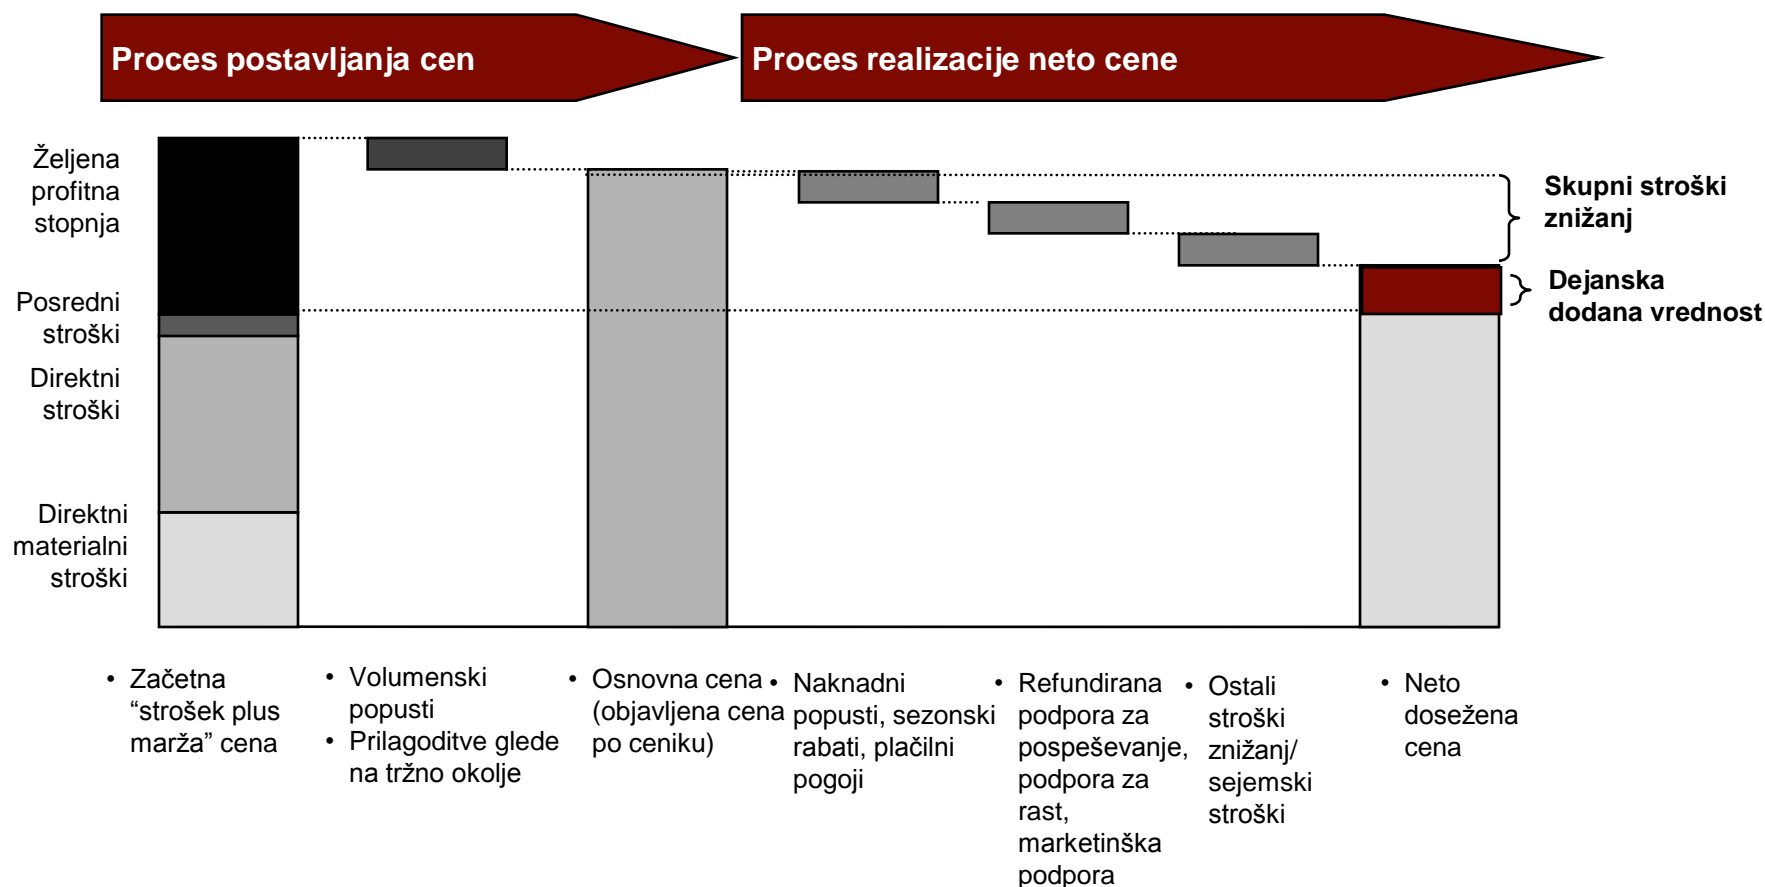 Proces postavljanja cen
Proces realizacije neto cene
Željena
profitna
stopnja
Posredni
stroški
Direktni
stroški
Direktni
materialni
stroški
Skupni stroški
znižanj
Dejanska
dodana vrednost
• Začetna
“strošek plus
marža” cena
• Volumenski
popusti
• Prilagoditve glede
na tržno okolje
• Osnovna cena
(objavljena cena
po ceniku)
• Naknadni
popusti, sezonski
rabati, plačilni
pogoji
• Refundirana
podpora za
pospeševanje,
podpora za
rast,
marketinška
podpora
• Ostali
stroški
znižanj/
sejemski
stroški
• Neto
dosežena
cena